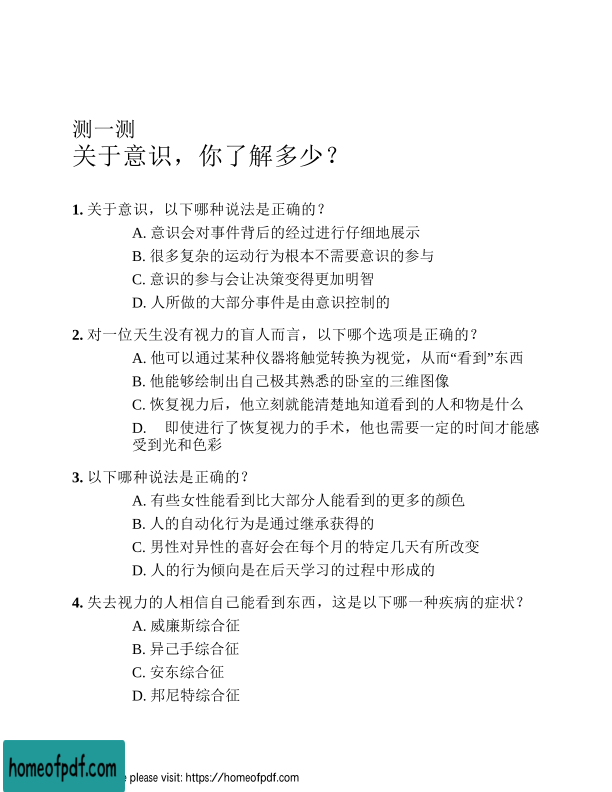 测一测
关于意识，你了解多少？
1. 关于意识，以下哪种说法是正确的？
A. 意识会对事件背后的经过进行仔细地展示
B. 很多复杂的运动行为根本不需要意识的参与
C. 意识的参与会让决策变得更加明智
D. 人所做的大部分事件是由意识控制的
2. 对一位天生没有视力的盲人而言，以下哪个选项是正确的？
A. 他可以通过某种仪器将触觉转换为视觉，从而“看到”东西
B. 他能够绘制出自己极其熟悉的卧室的三维图像
C. 恢复视力后，他立刻就能清楚地知道看到的人和物是什么
D. 即使进行了恢复视力的手术，他也需要一定的时间才能感
受到光和色彩
3. 以下哪种说法是正确的？
A. 有些女性能看到比大部分人能看到的更多的颜色
B. 人的自动化行为是通过继承获得的
C. 男性对异性的喜好会在每个月的特定几天有所改变
D. 人的行为倾向是在后天学习的过程中形成的
4. 失去视力的人相信自己能看到东西，这是以下哪一种疾病的症状？
A. 威廉斯综合征
B. 异己手综合征
C. 安东综合征
D. 邦尼特综合征
homeofpdf.com
please visit: https://homeofpdf.com